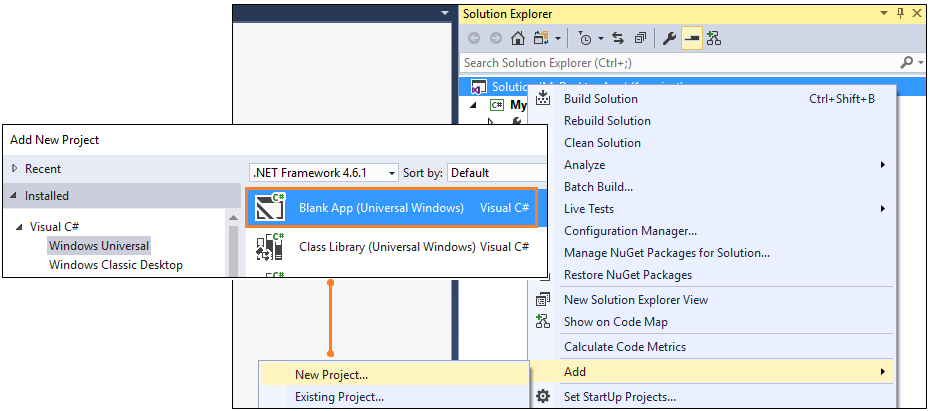 Solution Explorer
Search Solution Explorer (Ctrl+;)
Solution
C# My
Build Solution Ctrl+Shift+B
Rebuild Solution
Clean Solution
Analyze
Batch Build...
Live Tests
Configuration Manager...
Manage NuGet Packages for Solution...
Restore NuGet Packages
New Solution Explorer View
Show on Code Map
Calculate Code Metrics
Add
Set StartUp Projects...
New Project...
Existing Project...
Add New Project
Recent
Installed
Visual C#
Windows Universal
Windows Classic Desktop
.NET Framework 4.6.1 Sort by: Default
C# Blank App (Universal Windows) Visual C#
C# Class Library (Universal Windows) Visual C#